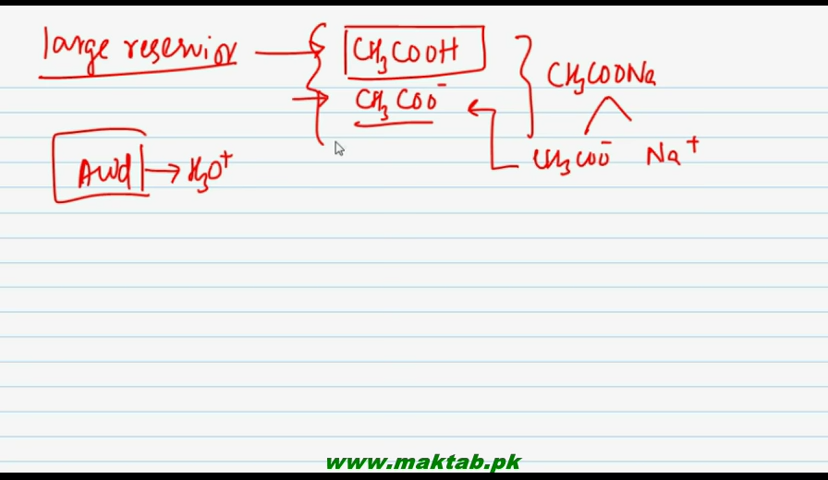 large reservior → CH₃COOH
→ CH₃COO⁻
CH₃COONa
CH₃COO⁻ Na⁺
Acid → H₃O⁺
www.maktab.pk